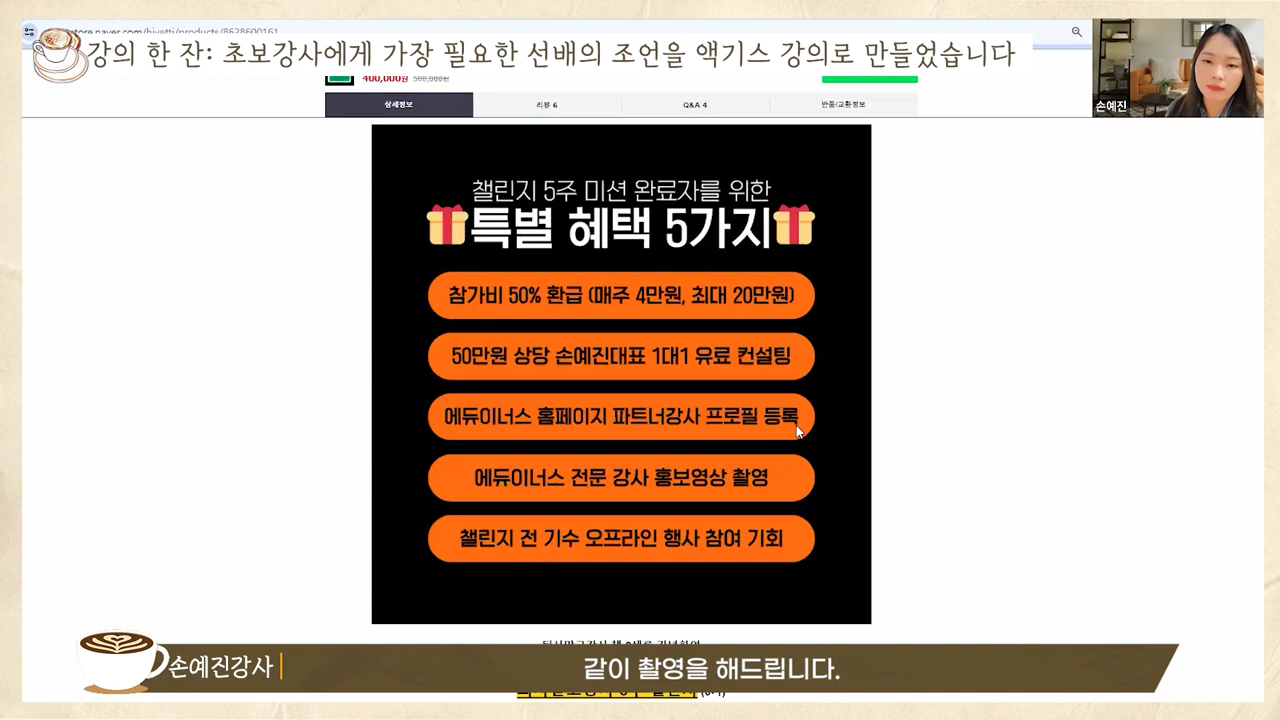 store.naver.com/hivetti/products/8628600161
강의 한 잔: 초보강사에게 가장 필요한 선배의 조언을 액기스 강의로 만들었습니다
400,000원 500,000원
상세정보 리뷰 6 Q&A 4 반품/교환정보
손예진
챌린지 5주 미션 완료자를 위한
특별 혜택 5가지
참가비 50% 환급 (매주 4만원, 최대 20만원)
50만원 상당 손예진대표 1대1 유료 컨설팅
에듀이너스 홈페이지 파트너강사 프로필 등록
에듀이너스 전문 강사 홍보영상 촬영
챌린지 전 기수 오프라인 행사 참여 기회
손예진강사
같이 촬영을 해드립니다.